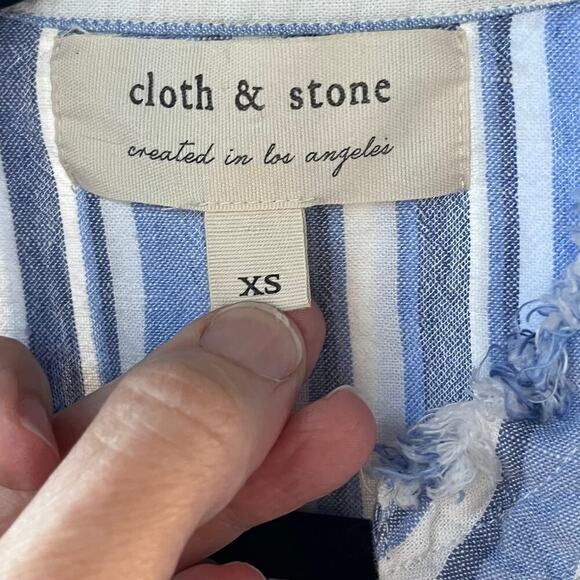 cloth & stone
created in los angeles
XS